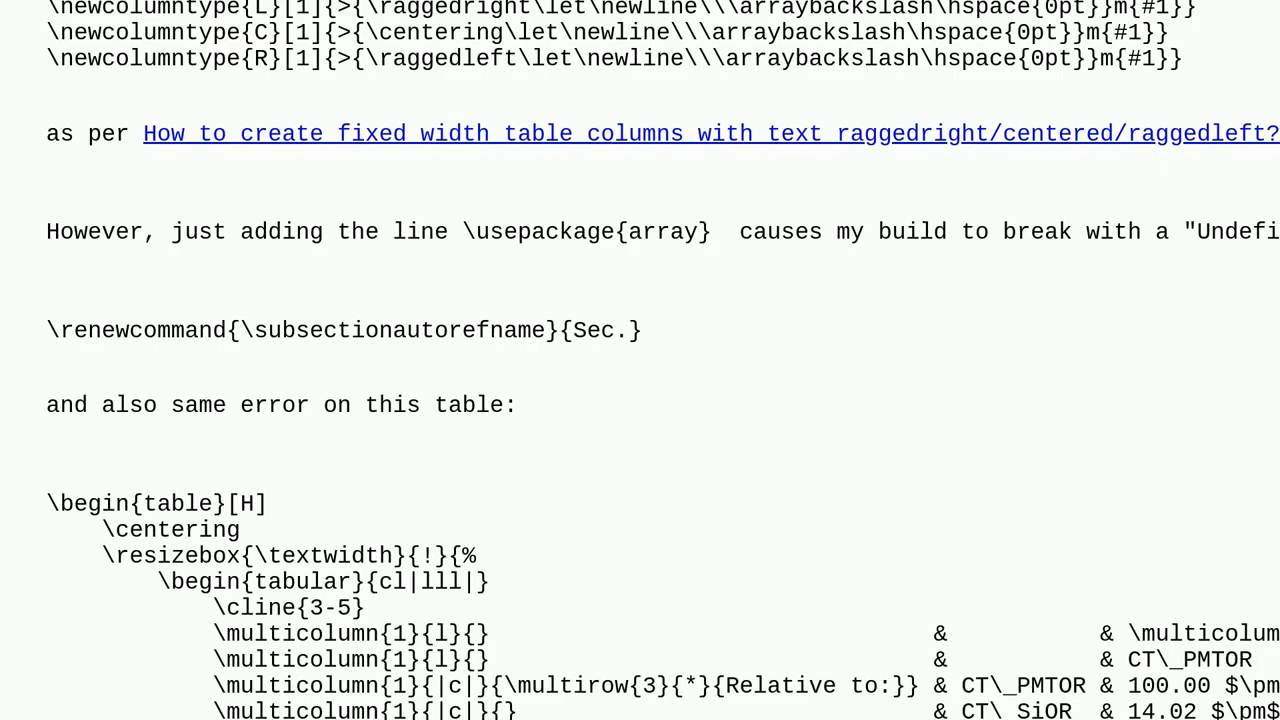 \newcolumntype{L}[1]{>{\raggedright\let\newline\\\arraybackslash\hspace{0pt}}m{#1}}
\newcolumntype{C}[1]{>{\centering\let\newline\\\arraybackslash\hspace{0pt}}m{#1}}
\newcolumntype{R}[1]{>{\raggedleft\let\newline\\\arraybackslash\hspace{0pt}}m{#1}}
as per How to create fixed width table columns with text raggedright/centered/raggedleft?
However, just adding the line \usepackage{array}  causes my build to break with a "Undefi
\renewcommand{\subsectionautorefname}{Sec.}
and also same error on this table:
\begin{table}[H]
    \centering
    \resizebox{\textwidth}{!}{%
        \begin{tabular}{cl|lll|}
            \cline{3-5}
            \multicolumn{1}{l}{}                                &           & \multicolum
            \multicolumn{1}{l}{}                                &           & CT\_PMTOR
            \multicolumn{1}{|c|}{\multirow{3}{*}{Relative to:}} & CT\_PMTOR & 100.00 $\pm
            \multicolumn{1}{|c|}{}                              & CT\_SiOR  & 14.02 $\pm$